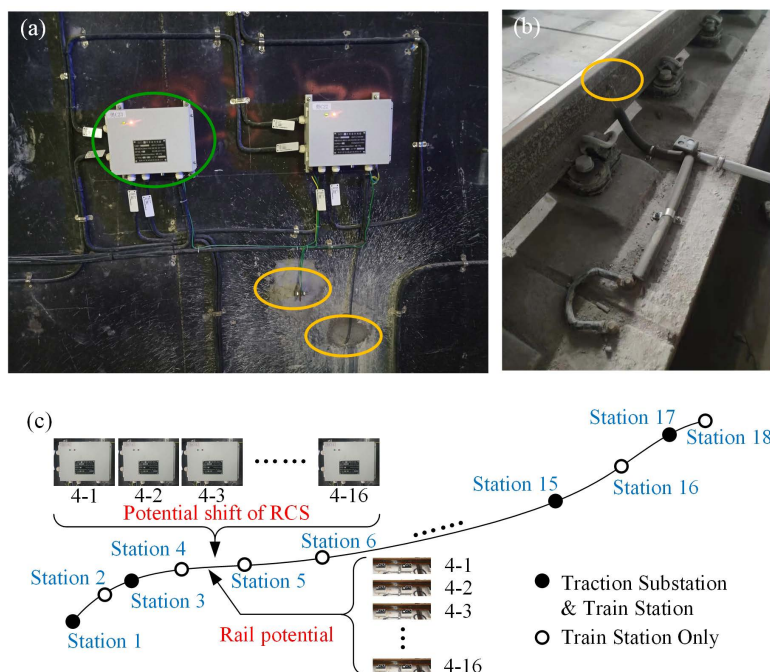 (a)
(b)
(c)
4-1
4-2
4-3
4-16
Potential shift of RCS
Station 1
Station 2
Station 3
Station 4
Station 5
Station 6
Station 15
Station 16
Station 17
Station 18
Rail potential
4-1
4-2
4-3
4-16
Traction Substation
& Train Station
Train Station Only